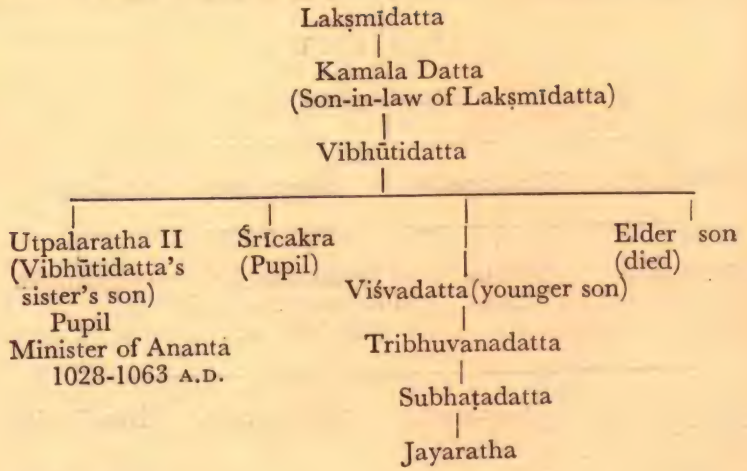 Lakṣmīdatta
Kamala Datta
(Son-in-law of Lakṣmīdatta)
Vibhūtidatta
Utpalaratha II
(Vibhūtidatta's
sister's son)
Pupil
Minister of Ananta
1028-1063 A.D.
Śrīcakra
(Pupil)
Viśvadatta (younger son)
Tribhuvanadatta
Subhaṭadatta
Jayaratha
Elder son
(died)